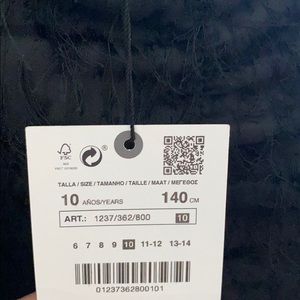 FSC
TALLA / SIZE / TAMANHO / TAILLE / MAAT / ΜΕΓΕΘΟΣ
10 AÑOS/YEARS 140 CM
ART.: 1237/362/800 10
6 7 8 9 10 11-12 13-14
01237362800101